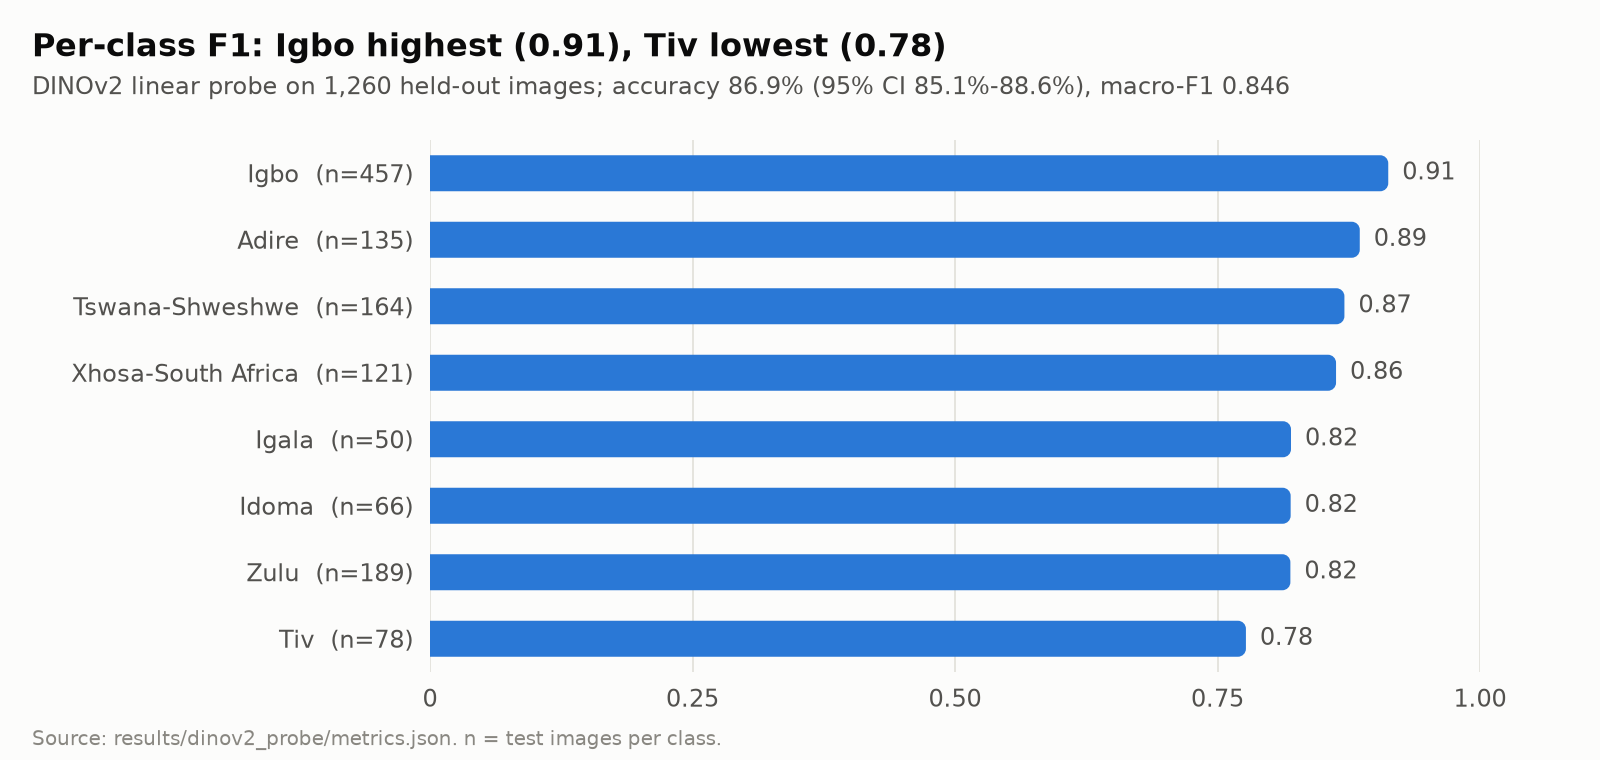 Per-class F1: Igbo highest (0.91), Tiv lowest (0.78)
DINOv2 linear probe on 1,260 held-out images; accuracy 86.9% (95% CI 85.1%-88.6%), macro-F1 0.846
Igbo (n=457) 0.91
Adire (n=135) 0.89
Tswana-Shweshwe (n=164) 0.87
Xhosa-South Africa (n=121) 0.86
Igala (n=50) 0.82
Idoma (n=66) 0.82
Zulu (n=189) 0.82
Tiv (n=78) 0.78
0 0.25 0.50 0.75 1.00
Source: results/dinov2_probe/metrics.json. n = test images per class.